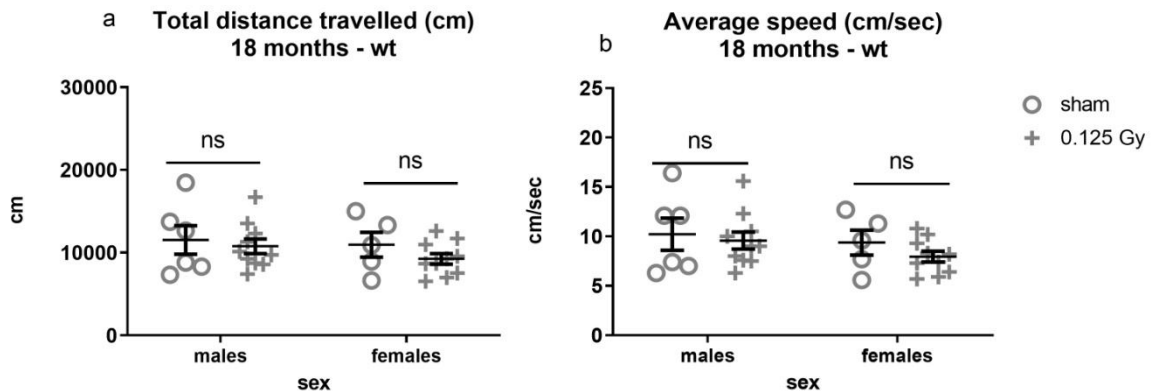 a
Total distance travelled (cm)
18 months - wt
30000
20000
10000
0
cm
ns
ns
males
females
sex
b
Average speed (cm/sec)
18 months - wt
25
20
15
10
5
0
cm/sec
ns
ns
males
females
sex
sham
0.125 Gy